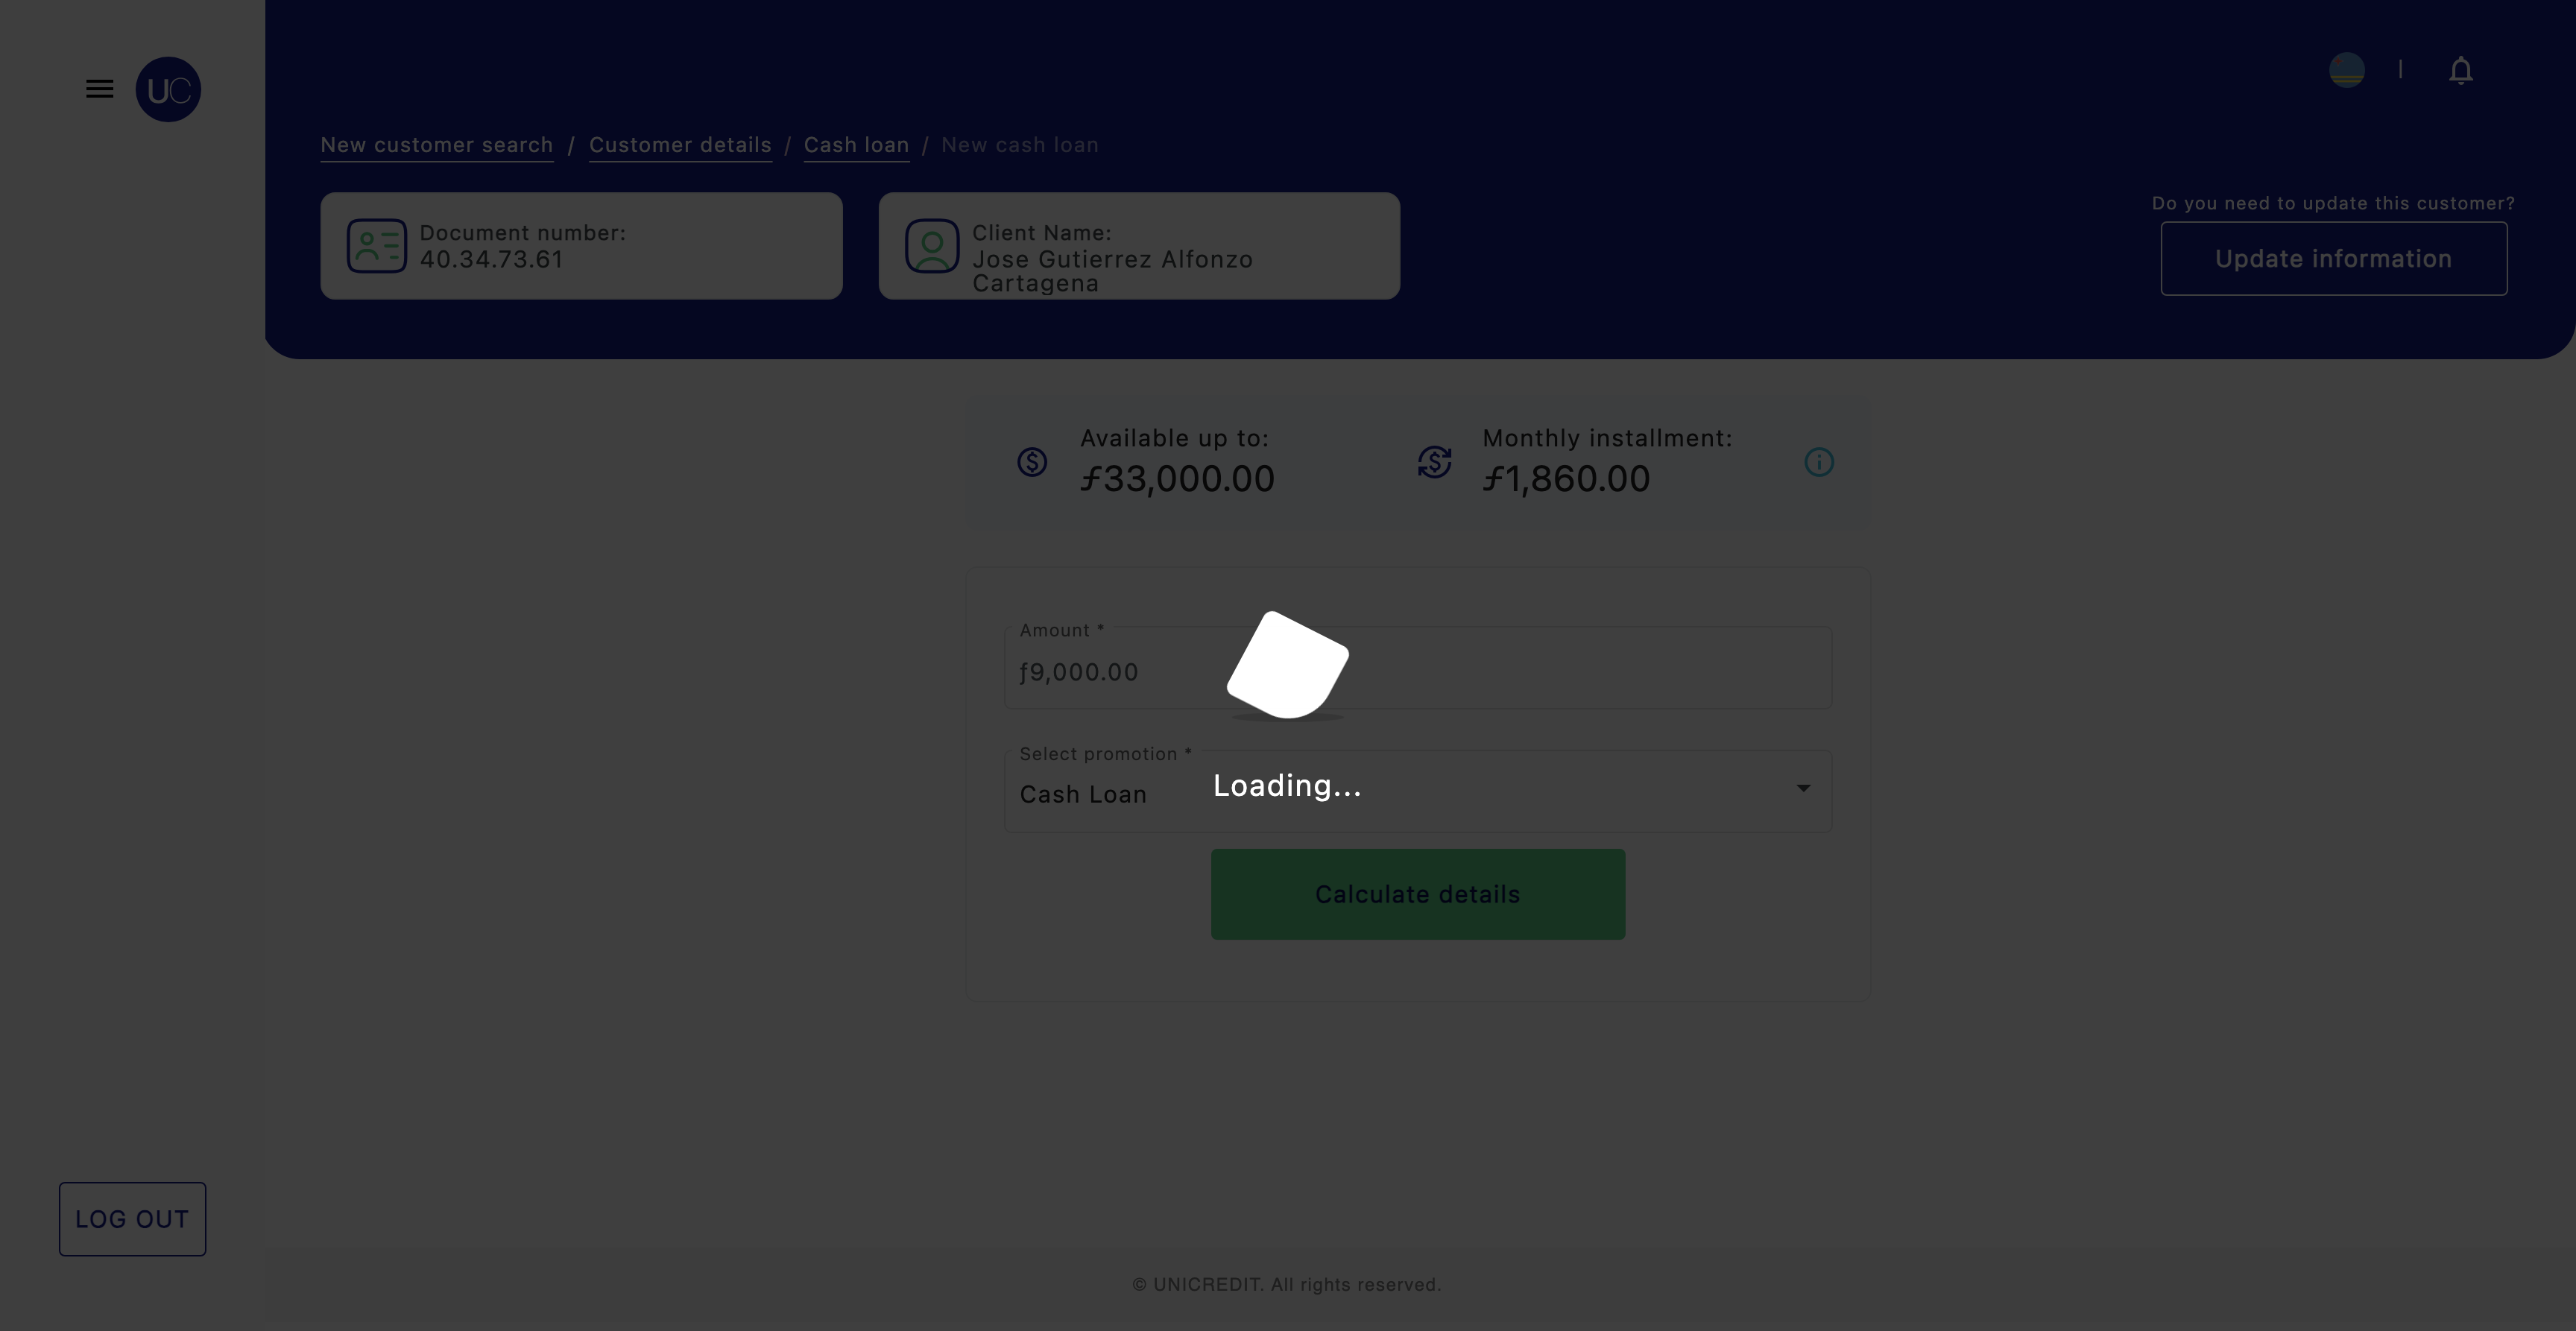 UC
New customer search / Customer details / Cash loan / New cash loan
Document number:
40.34.73.61
Client Name:
Jose Gutierrez Alfonzo
Cartagena
Do you need to update this customer?
Update information
Available up to:
ƒ33,000.00
Monthly installment:
ƒ1,860.00
Amount *
ƒ9,000.00
Select promotion *
Cash Loan
Loading...
Calculate details
LOG OUT
© UNICREDIT. All rights reserved.